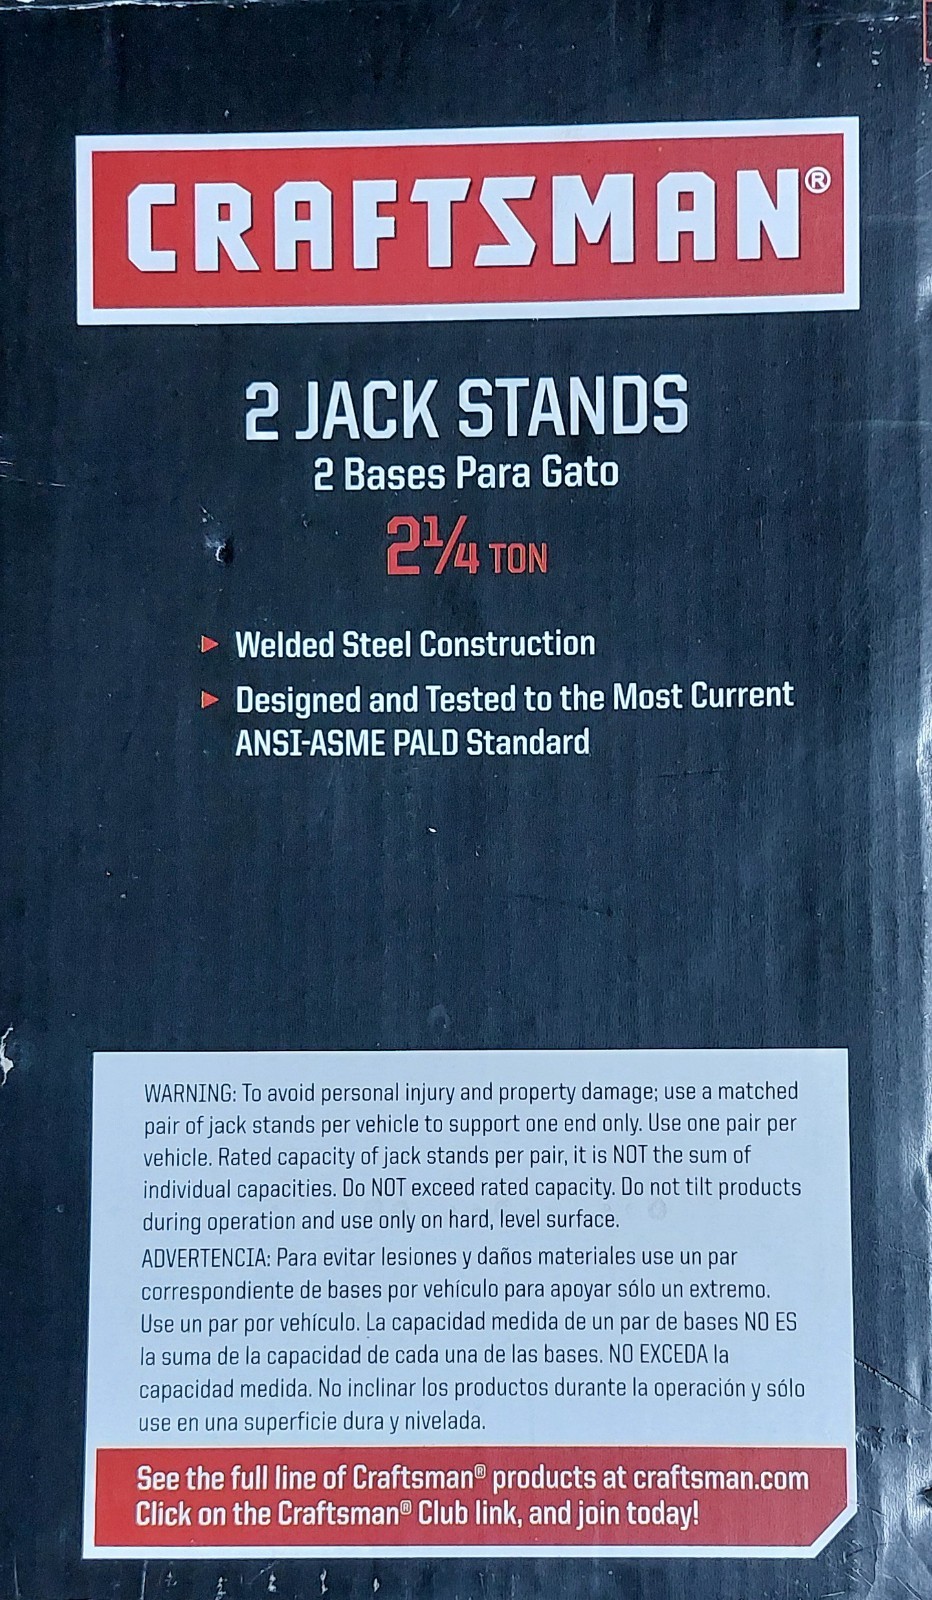 CRAFTSMAN®
2 JACK STANDS
2 Bases Para Gato
2¼ TON
Welded Steel Construction
Designed and Tested to the Most Current
ANSI-ASME PALD Standard
WARNING: To avoid personal injury and property damage; use a matched
pair of jack stands per vehicle to support one end only. Use one pair per
vehicle. Rated capacity of jack stands per pair, it is NOT the sum of
individual capacities. Do NOT exceed rated capacity. Do not tilt products
during operation and use only on hard, level surface.
ADVERTENCIA: Para evitar lesiones y daños materiales use un par
correspondiente de bases por vehículo para apoyar sólo un extremo.
Use un par por vehículo. La capacidad medida de un par de bases NO ES
la suma de la capacidad de cada una de las bases. NO EXCEDA la
capacidad medida. No inclinar los productos durante la operación y sólo
use en una superficie dura y nivelada.
See the full line of Craftsman® products at craftsman.com
Click on the Craftsman® Club link, and join today!